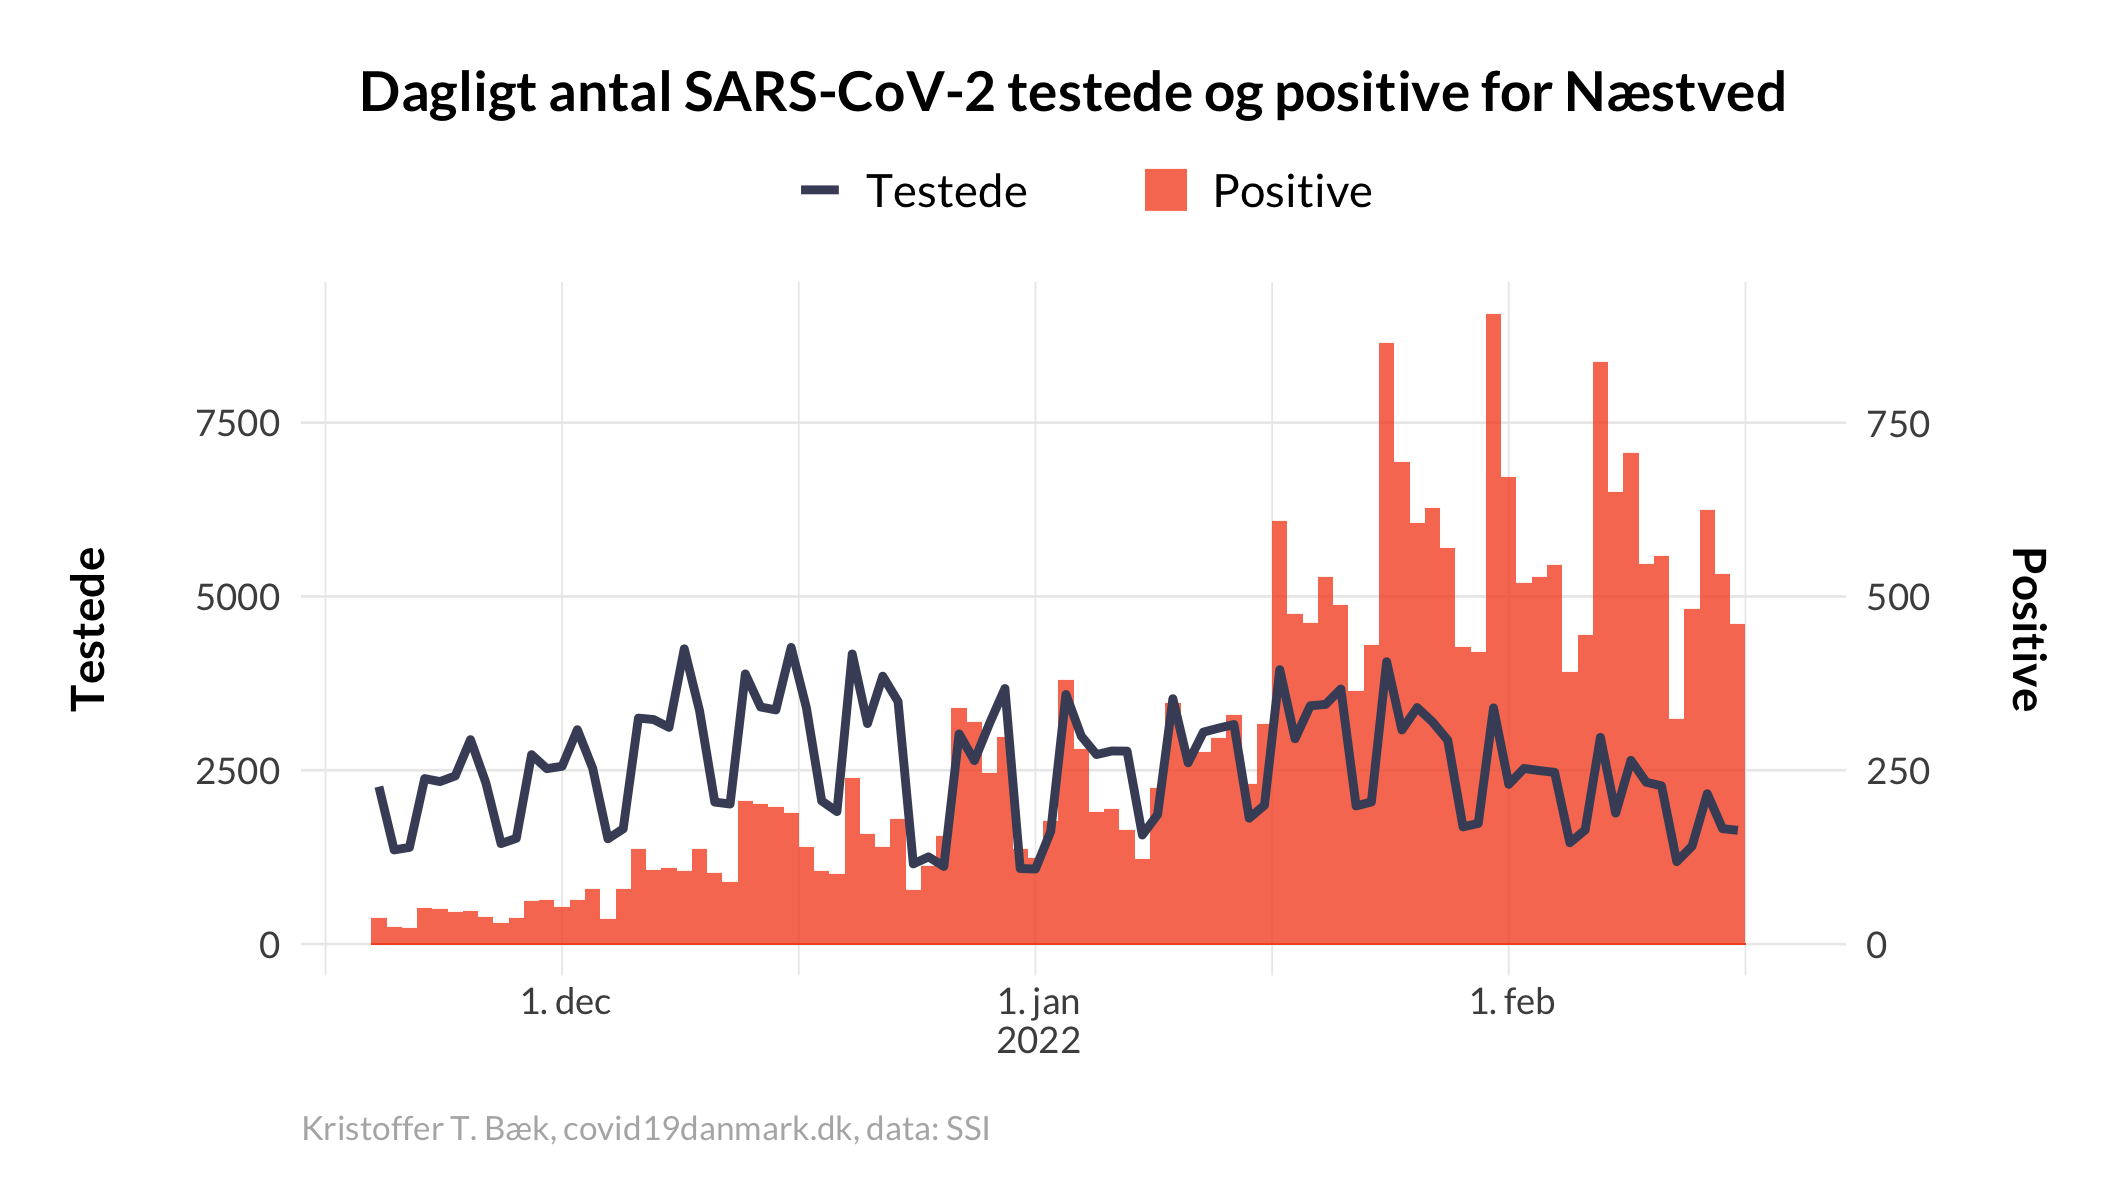 Dagligt antal SARS-CoV-2 testede og positive for Næstved
Testede
Positive
7500
5000
2500
0
Testede
750
500
250
0
Positive
1. dec
1. jan
2022
1. feb
Kristoffer T. Bæk, covid19danmark.dk, data: SSI